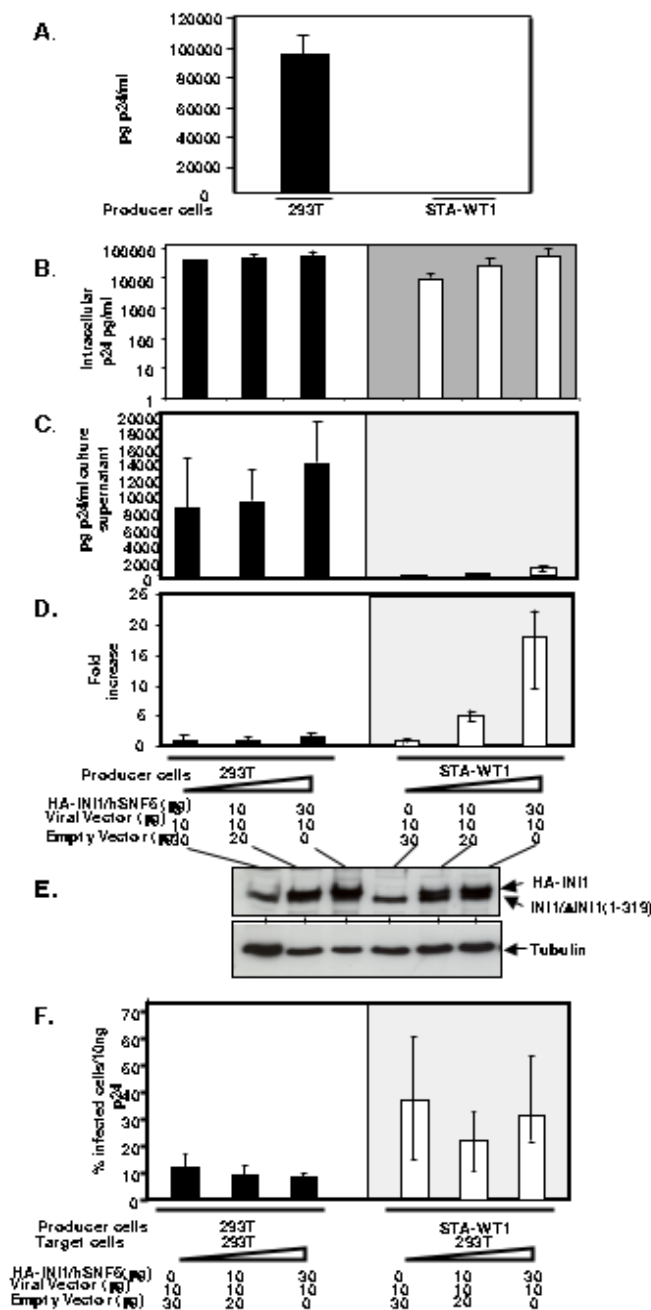 A.
120000
100000
80000
60000
40000
20000
0
pg p24/ml
Producer cells
293T
STA-WT1
B.
100000
10000
1000
100
10
1
Intracellular
p24 pg/ml
C.
20000
18000
16000
14000
12000
10000
8000
6000
4000
2000
0
pg p24/ml culture
supernatant
D.
25
20
15
10
5
0
Fold
increase
Producer cells
293T
STA-WT1
HA-INI1/hSNF5 (µg) 0 10 30 0 10 30
Viral Vector (µg) 10 10 10 10 10 10
Empty Vector (µg) 30 20 0 30 20 0
E.
HA-INI1
INI1/ΔINI1(1-319)
Tubulin
F.
70
60
50
40
30
20
10
0
% infected cells/10ng
p24
Producer cells 293T STA-WT1
Target cells 293T 293T
HA-INI1/hSNF5(µg) 0 10 30 0 10 30
Viral Vector (µg) 10 10 10 10 10 10
Empty Vector (µg) 30 20 0 30 20 0